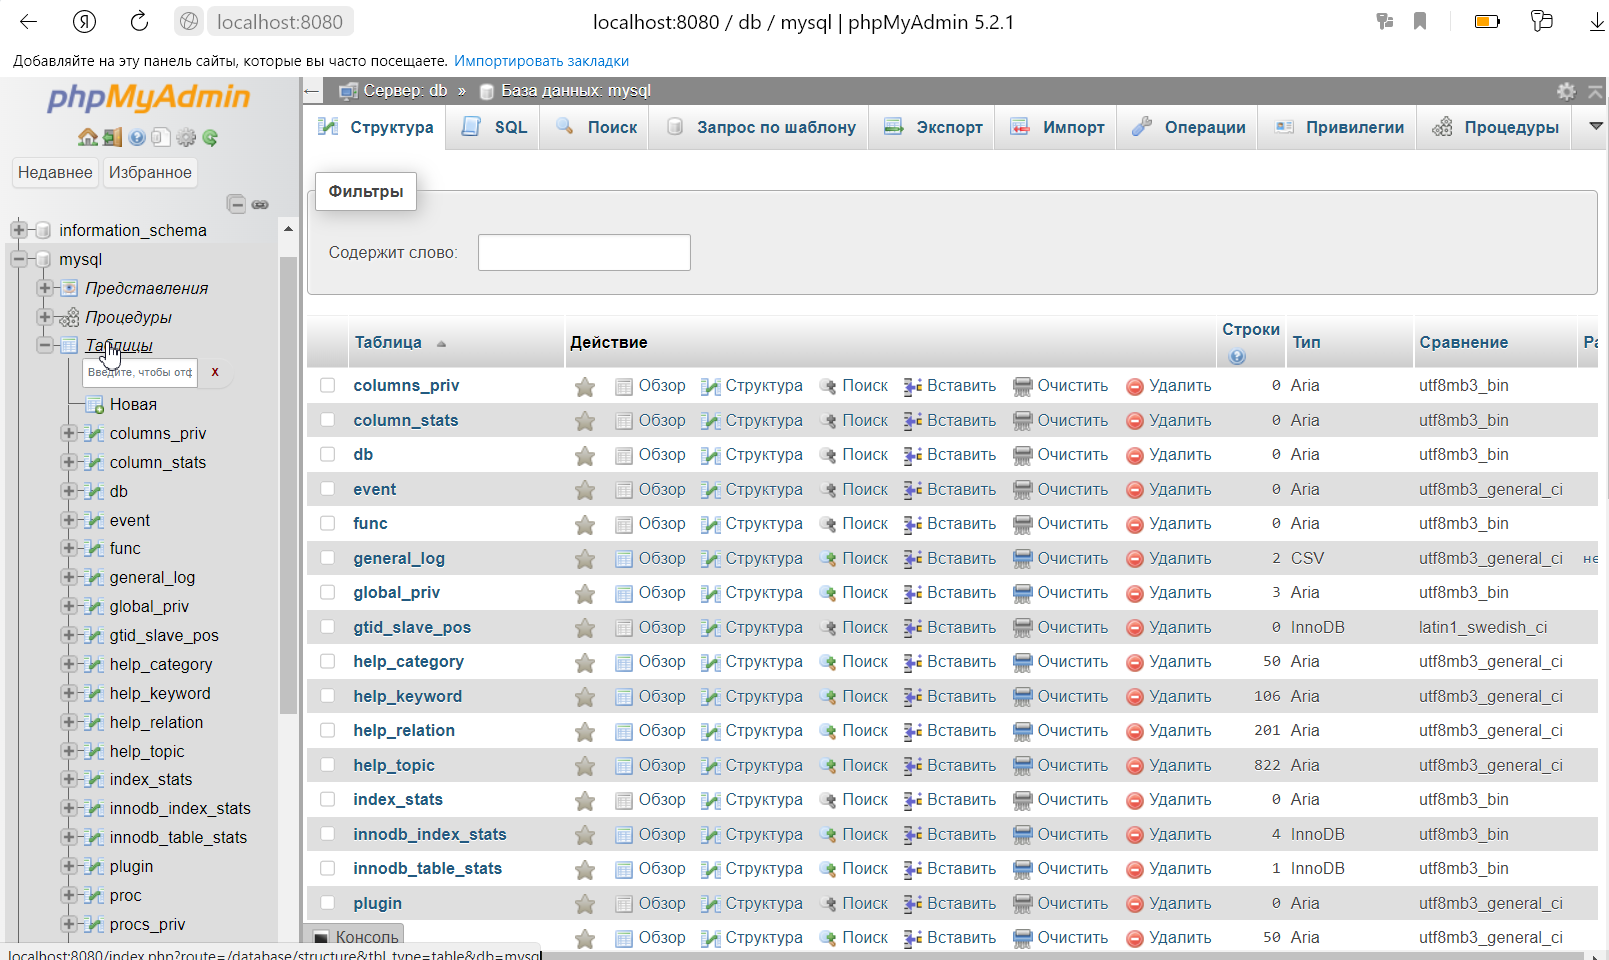 localhost:8080
localhost:8080 / db / mysql | phpMyAdmin 5.2.1
Добавляйте на эту панель сайты, которые вы часто посещаете. Импортировать закладки
phpMyAdmin
Недавнее Избранное
information_schema
mysql
Представления
Процедуры
Таблицы
Введите, чтобы отф X
Новая
columns_priv
column_stats
db
event
func
general_log
global_priv
gtid_slave_pos
help_category
help_keyword
help_relation
help_topic
index_stats
innodb_index_stats
innodb_table_stats
plugin
proc
procs_priv
Сервер: db » База данных: mysql
Структура SQL Поиск Запрос по шаблону Экспорт Импорт Операции Привилегии Процедуры
Фильтры
Содержит слово:
Таблица Действие Строки Тип Сравнение Ра
columns_priv Обзор Структура Поиск Вставить Очистить Удалить 0 Aria utf8mb3_bin
column_stats Обзор Структура Поиск Вставить Очистить Удалить 0 Aria utf8mb3_bin
db Обзор Структура Поиск Вставить Очистить Удалить 0 Aria utf8mb3_bin
event Обзор Структура Поиск Вставить Очистить Удалить 0 Aria utf8mb3_general_ci
func Обзор Структура Поиск Вставить Очистить Удалить 0 Aria utf8mb3_bin
general_log Обзор Структура Поиск Вставить Очистить Удалить 2 CSV utf8mb3_general_ci не
global_priv Обзор Структура Поиск Вставить Очистить Удалить 3 Aria utf8mb3_bin
gtid_slave_pos Обзор Структура Поиск Вставить Очистить Удалить 0 InnoDB latin1_swedish_ci
help_category Обзор Структура Поиск Вставить Очистить Удалить 50 Aria utf8mb3_general_ci
help_keyword Обзор Структура Поиск Вставить Очистить Удалить 106 Aria utf8mb3_general_ci
help_relation Обзор Структура Поиск Вставить Очистить Удалить 201 Aria utf8mb3_general_ci
help_topic Обзор Структура Поиск Вставить Очистить Удалить 822 Aria utf8mb3_general_ci
index_stats Обзор Структура Поиск Вставить Очистить Удалить 0 Aria utf8mb3_bin
innodb_index_stats Обзор Структура Поиск Вставить Очистить Удалить 4 InnoDB utf8mb3_bin
innodb_table_stats Обзор Структура Поиск Вставить Очистить Удалить 1 InnoDB utf8mb3_bin
plugin Обзор Структура Поиск Вставить Очистить Удалить 0 Aria utf8mb3_general_ci
Консоль Обзор Структура Поиск Вставить Очистить Удалить 50 Aria utf8mb3_general_ci
localhost:8080/index.php?route=/database/structure&tbl_type=table&db=mysql